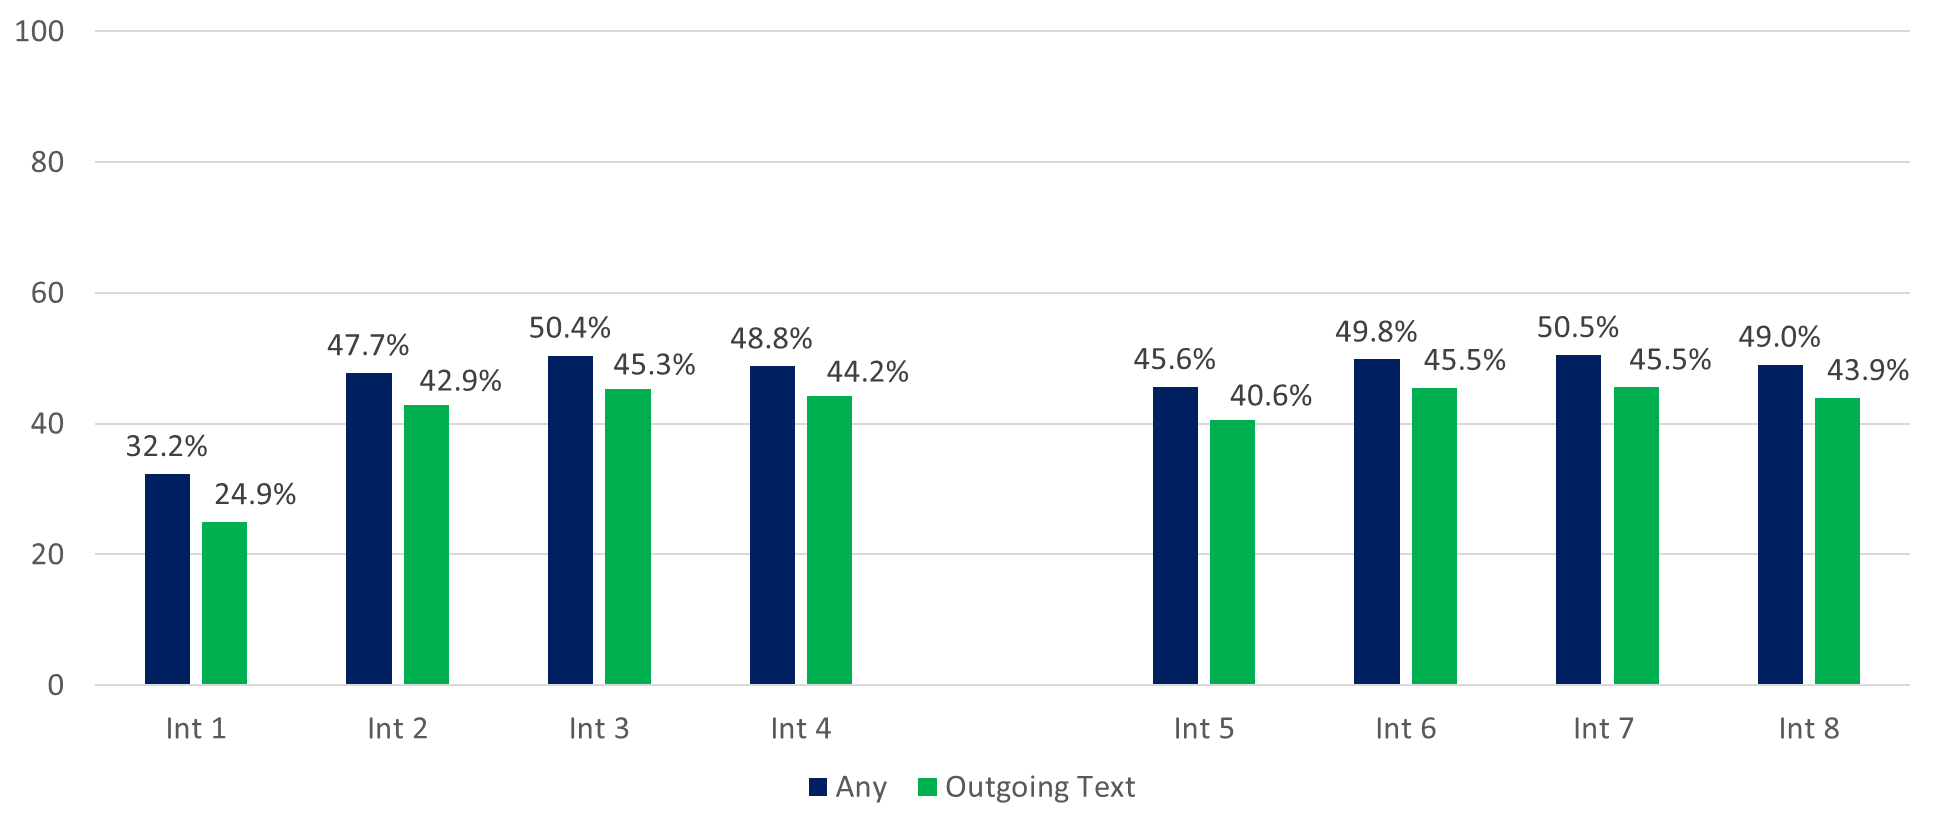 100
80
60
40
20
0
32.2%
24.9%
47.7%
42.9%
50.4%
45.3%
48.8%
44.2%
45.6%
40.6%
49.8%
45.5%
50.5%
45.5%
49.0%
43.9%
Int 1
Int 2
Int 3
Int 4
Int 5
Int 6
Int 7
Int 8
Any
Outgoing Text